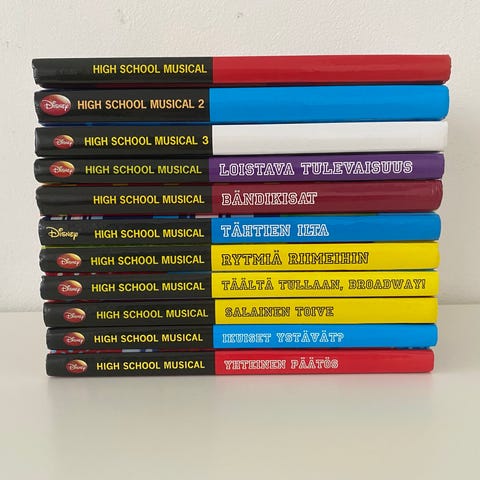 HIGH SCHOOL MUSICAL
Disney HIGH SCHOOL MUSICAL 2
Disney HIGH SCHOOL MUSICAL 3
Disney HIGH SCHOOL MUSICAL LOISTAVA TULEVAISUUS
HIGH SCHOOL MUSICAL BÄNDIKISAT
Disney HIGH SCHOOL MUSICAL TÄHTIEN ILTA
Disney HIGH SCHOOL MUSICAL RYTMIÄ RIIMEIHIN
Disney HIGH SCHOOL MUSICAL TÄÄLTÄ TULLAAN, BROADWAY!
Disney HIGH SCHOOL MUSICAL SALAINEN TOIVE
Disney HIGH SCHOOL MUSICAL IKUISET YSTÄVÄT?
Disney HIGH SCHOOL MUSICAL YHTEINEN PÄÄTÖS